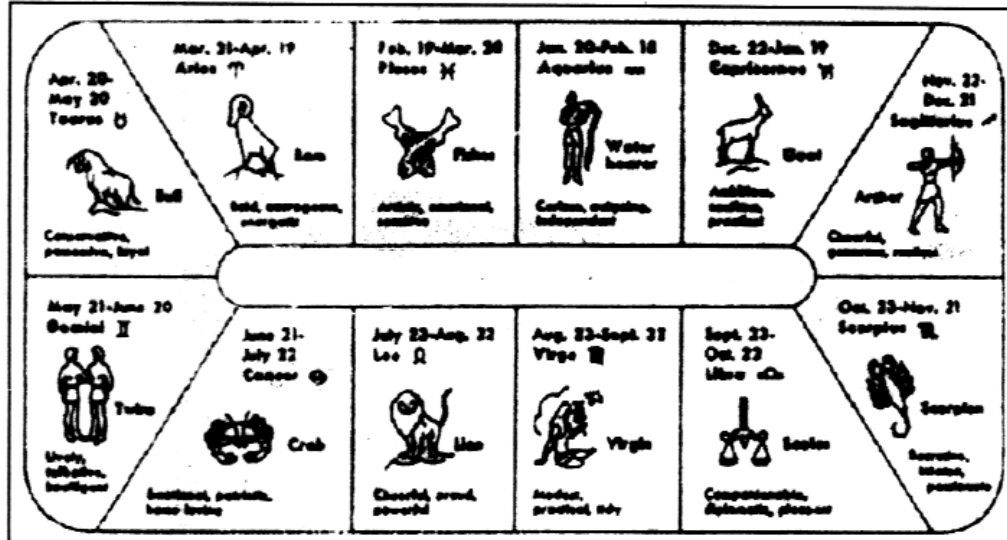 Apr. 20-
May 20
Taurus ♉
Bull
Conservative,
possessive, loyal
Mar. 21-Apr. 19
Aries ♈
Ram
Bold, courageous,
energetic
Feb. 19-Mar. 20
Pisces ♓
Fishes
Artistic, emotional,
sensitive
Jan. 20-Feb. 18
Aquarius ♒
Water
bearer
Curious, outgoing,
independent
Dec. 22-Jan. 19
Capricornus ♑
Goat
Ambitious,
cautious,
practical
Nov. 22-
Dec. 21
Sagittarius ♐
Archer
Cheerful,
generous, restless
May 21-June 20
Gemini ♊
Twins
Lively,
talkative,
intelligent
June 21-
July 22
Cancer ♋
Crab
Emotional, patriotic,
home-loving
July 23-Aug. 22
Leo ♌
Lion
Cheerful, proud,
powerful
Aug. 23-Sept. 22
Virgo ♍
Virgin
Modest,
practical, tidy
Sept. 23-
Oct. 22
Libra ♎
Scales
Companionable,
diplomatic, pleasant
Oct. 23-Nov. 21
Scorpius ♏
Scorpion
Secretive,
intense,
passionate